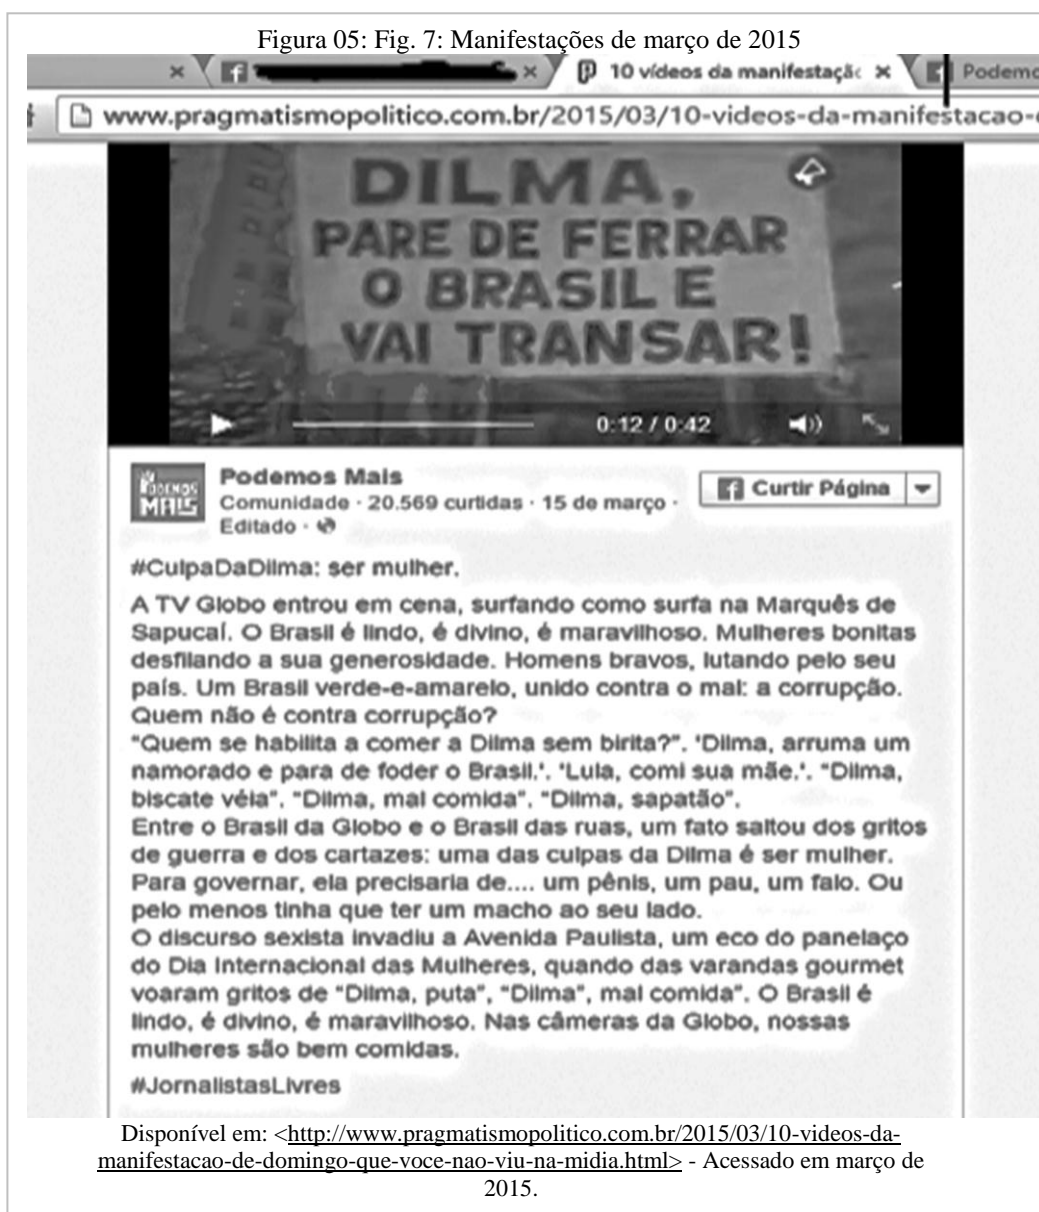 Figura 05: Fig. 7: Manifestações de março de 2015
10 vídeos da manifestaçã
Podemo
www.pragmatismopolitico.com.br/2015/03/10-videos-da-manifestacao-
DILMA,
PARE DE FERRAR
O BRASIL E
VAI TRANSAR!
0:12 / 0:42
PODEMOS
MAIS
Podemos Mais
Comunidade · 20.569 curtidas · 15 de março ·
Editado ·
Curtir Página
#CulpaDaDilma: ser mulher.
A TV Globo entrou em cena, surfando como surfa na Marquês de
Sapucaí. O Brasil é lindo, é divino, é maravilhoso. Mulheres bonitas
desfilando a sua generosidade. Homens bravos, lutando pelo seu
país. Um Brasil verde-e-amarelo, unido contra o mal: a corrupção.
Quem não é contra corrupção?
"Quem se habilita a comer a Dilma sem birita?". 'Dilma, arruma um
namorado e para de foder o Brasil.'. 'Lula, comi sua mãe.'. "Dilma,
biscate véia". "Dilma, mal comida". "Dilma, sapatão".
Entre o Brasil da Globo e o Brasil das ruas, um fato saltou dos gritos
de guerra e dos cartazes: uma das culpas da Dilma é ser mulher.
Para governar, ela precisaria de.... um pênis, um pau, um falo. Ou
pelo menos tinha que ter um macho ao seu lado.
O discurso sexista invadiu a Avenida Paulista, um eco do panelaço
do Dia Internacional das Mulheres, quando das varandas gourmet
voaram gritos de "Dilma, puta", "Dilma", mal comida". O Brasil é
lindo, é divino, é maravilhoso. Nas câmeras da Globo, nossas
mulheres são bem comidas.
#JornalistasLivres
Disponível em: <http://www.pragmatismopolitico.com.br/2015/03/10-videos-da-
manifestacao-de-domingo-que-voce-nao-viu-na-midia.html> - Acessado em março de
2015.